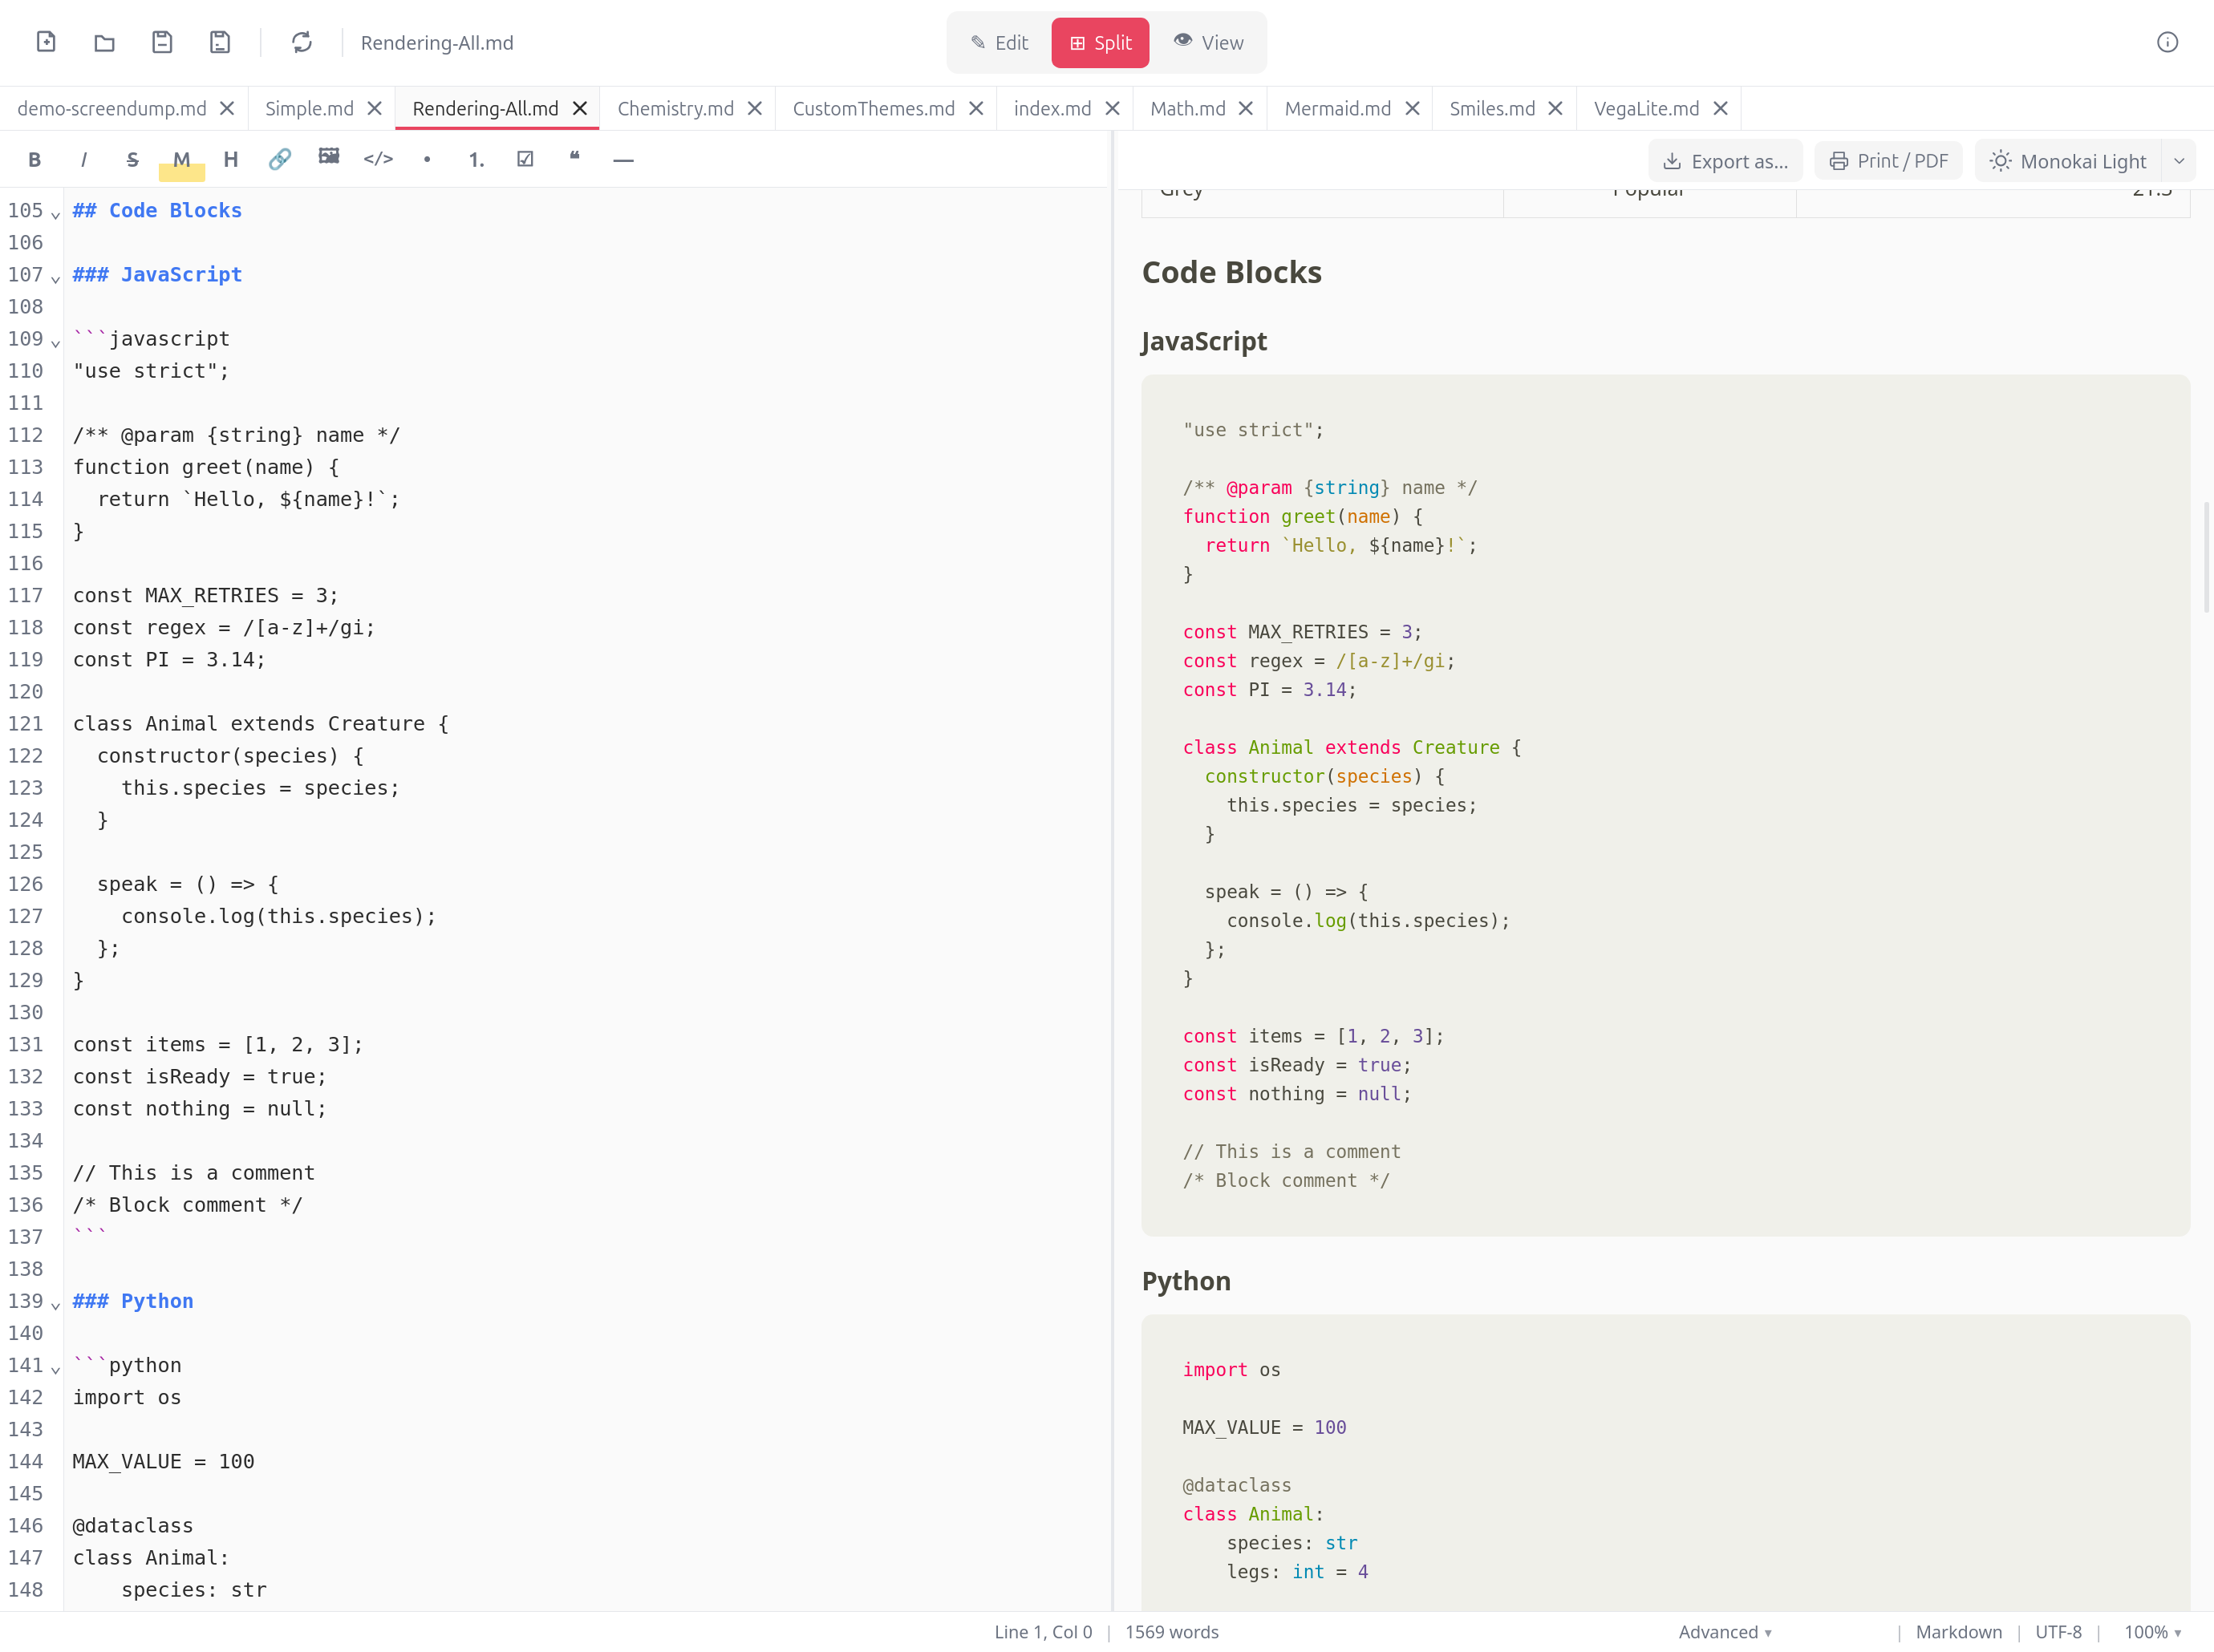 Rendering-All.md
✎ Edit
⊞ Split
View
demo-screendump.md
Simple.md
Rendering-All.md
Chemistry.md
CustomThemes.md
index.md
Math.md
Mermaid.md
Smiles.md
VegaLite.md
B I S M H </> • 1. ☑ ❝ —
Export as...
Print / PDF
Monokai Light
105 ## Code Blocks
106
107 ### JavaScript
108
109 ```javascript
110 "use strict";
111
112 /** @param {string} name */
113 function greet(name) {
114   return `Hello, ${name}!`;
115 }
116
117 const MAX_RETRIES = 3;
118 const regex = /[a-z]+/gi;
119 const PI = 3.14;
120
121 class Animal extends Creature {
122   constructor(species) {
123     this.species = species;
124   }
125
126   speak = () => {
127     console.log(this.species);
128   };
129 }
130
131 const items = [1, 2, 3];
132 const isReady = true;
133 const nothing = null;
134
135 // This is a comment
136 /* Block comment */
137 ```
138
139 ### Python
140
141 ```python
142 import os
143
144 MAX_VALUE = 100
145
146 @dataclass
147 class Animal:
148     species: str
Grey Popular 21.5
Code Blocks
JavaScript
"use strict";
/** @param {string} name */
function greet(name) {
  return `Hello, ${name}!`;
}
const MAX_RETRIES = 3;
const regex = /[a-z]+/gi;
const PI = 3.14;
class Animal extends Creature {
  constructor(species) {
    this.species = species;
  }
  speak = () => {
    console.log(this.species);
  };
}
const items = [1, 2, 3];
const isReady = true;
const nothing = null;
// This is a comment
/* Block comment */
Python
import os
MAX_VALUE = 100
@dataclass
class Animal:
    species: str
    legs: int = 4
Line 1, Col 0 | 1569 words
Advanced ▾ | Markdown | UTF-8 | 100% ▾